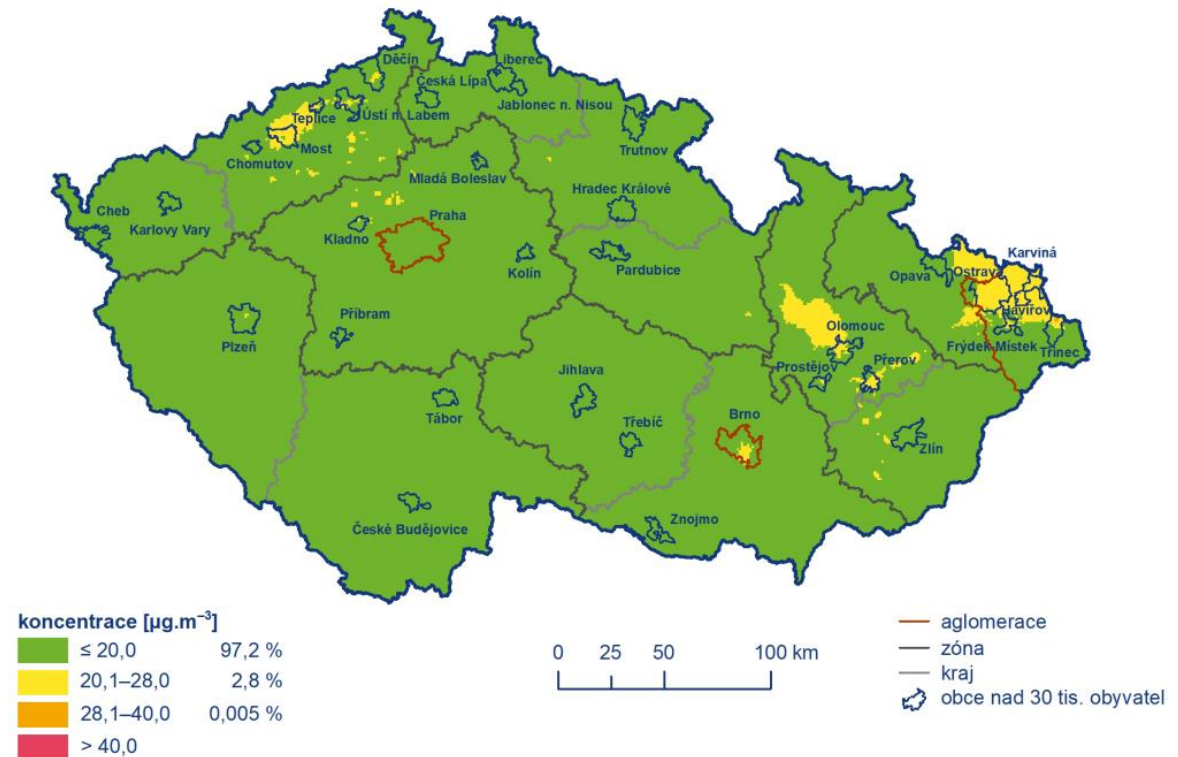 Děčín
iberec
Česká Lípa
Jablonec n. Nisou
Teplice
Ústí n. Labem
Most
Trutnov
Chomutov
Mladá Boleslav
Hradec Králové
Cheb
Karlovy Vary
Praha
Kladno
Kolín
Pardubice
Karviná
Opava
Ostrava
Havířov
Příbram
Plzeň
Olomouc
Frýdek-Místek
Třinec
Prostějov
Přerov
Jihlava
Tábor
Třebíč
Brno
Zlín
České Budějovice
Znojmo
koncentrace [µg.m⁻³]
≤ 20,0 97,2 %
20,1–28,0 2,8 %
28,1–40,0 0,005 %
> 40,0
0 25 50 100 km
aglomerace
zóna
kraj
obce nad 30 tis. obyvatel